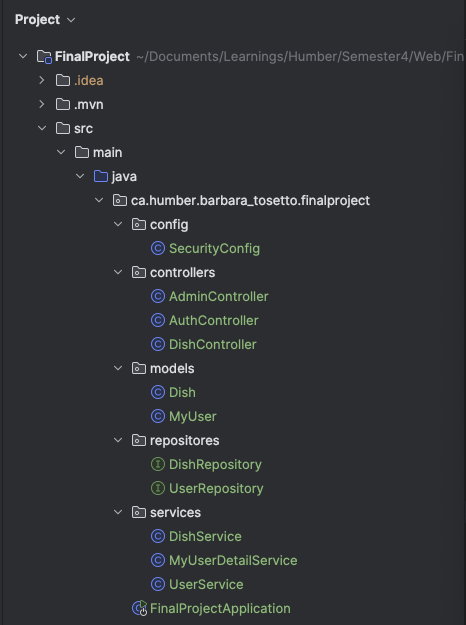 Project
FinalProject ~/Documents/Learnings/Humber/Semester4/Web/Fin
.idea
.mvn
src
main
java
ca.humber.barbara_tosetto.finalproject
config
SecurityConfig
controllers
AdminController
AuthController
DishController
models
Dish
MyUser
repositores
DishRepository
UserRepository
services
DishService
MyUserDetailService
UserService
FinalProjectApplication